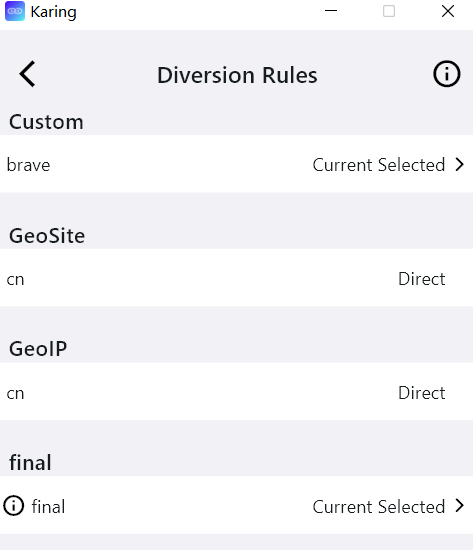 Karing
Diversion Rules
Custom
brave Current Selected
GeoSite
cn Direct
GeoIP
cn Direct
final
final Current Selected